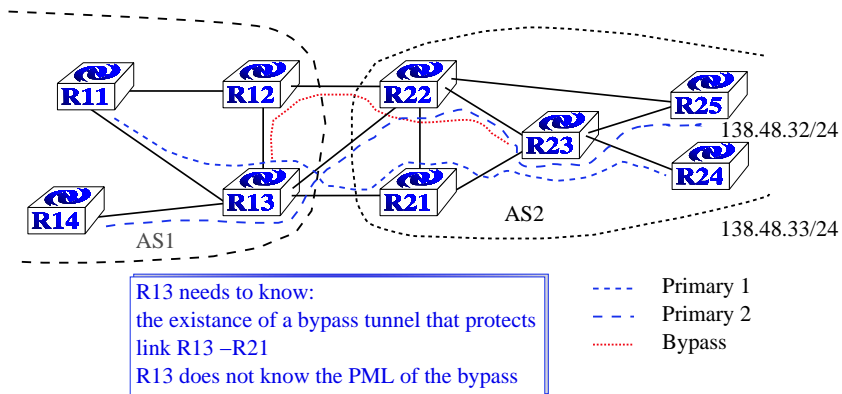 R11
R12
R22
R25
138.48.32/24
R23
R24
R13
R21
R14
AS1
AS2
138.48.33/24
R13 needs to know:
the existance of a bypass tunnel that protects
link R13 –R21
R13 does not know the PML of the bypass
Primary 1
Primary 2
Bypass